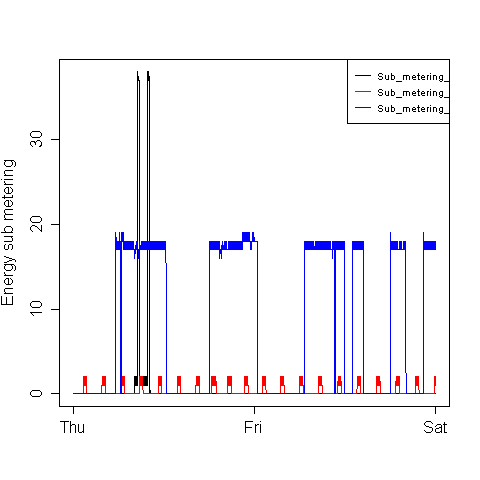 Sub_metering_
Sub_metering_
Sub_metering_
Energy sub metering
30
20
10
0
Thu Fri Sat